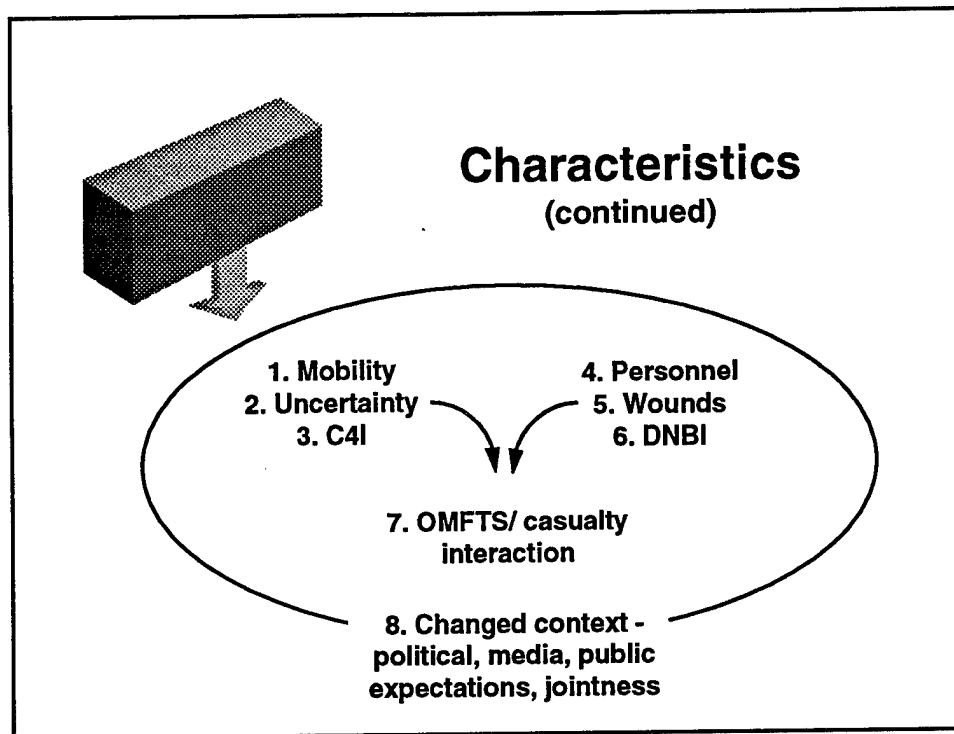 Characteristics
(continued)
1. Mobility
2. Uncertainty
3. C4I
4. Personnel
5. Wounds
6. DNBI
7. OMFTS/ casualty
interaction
8. Changed context -
political, media, public
expectations, jointness